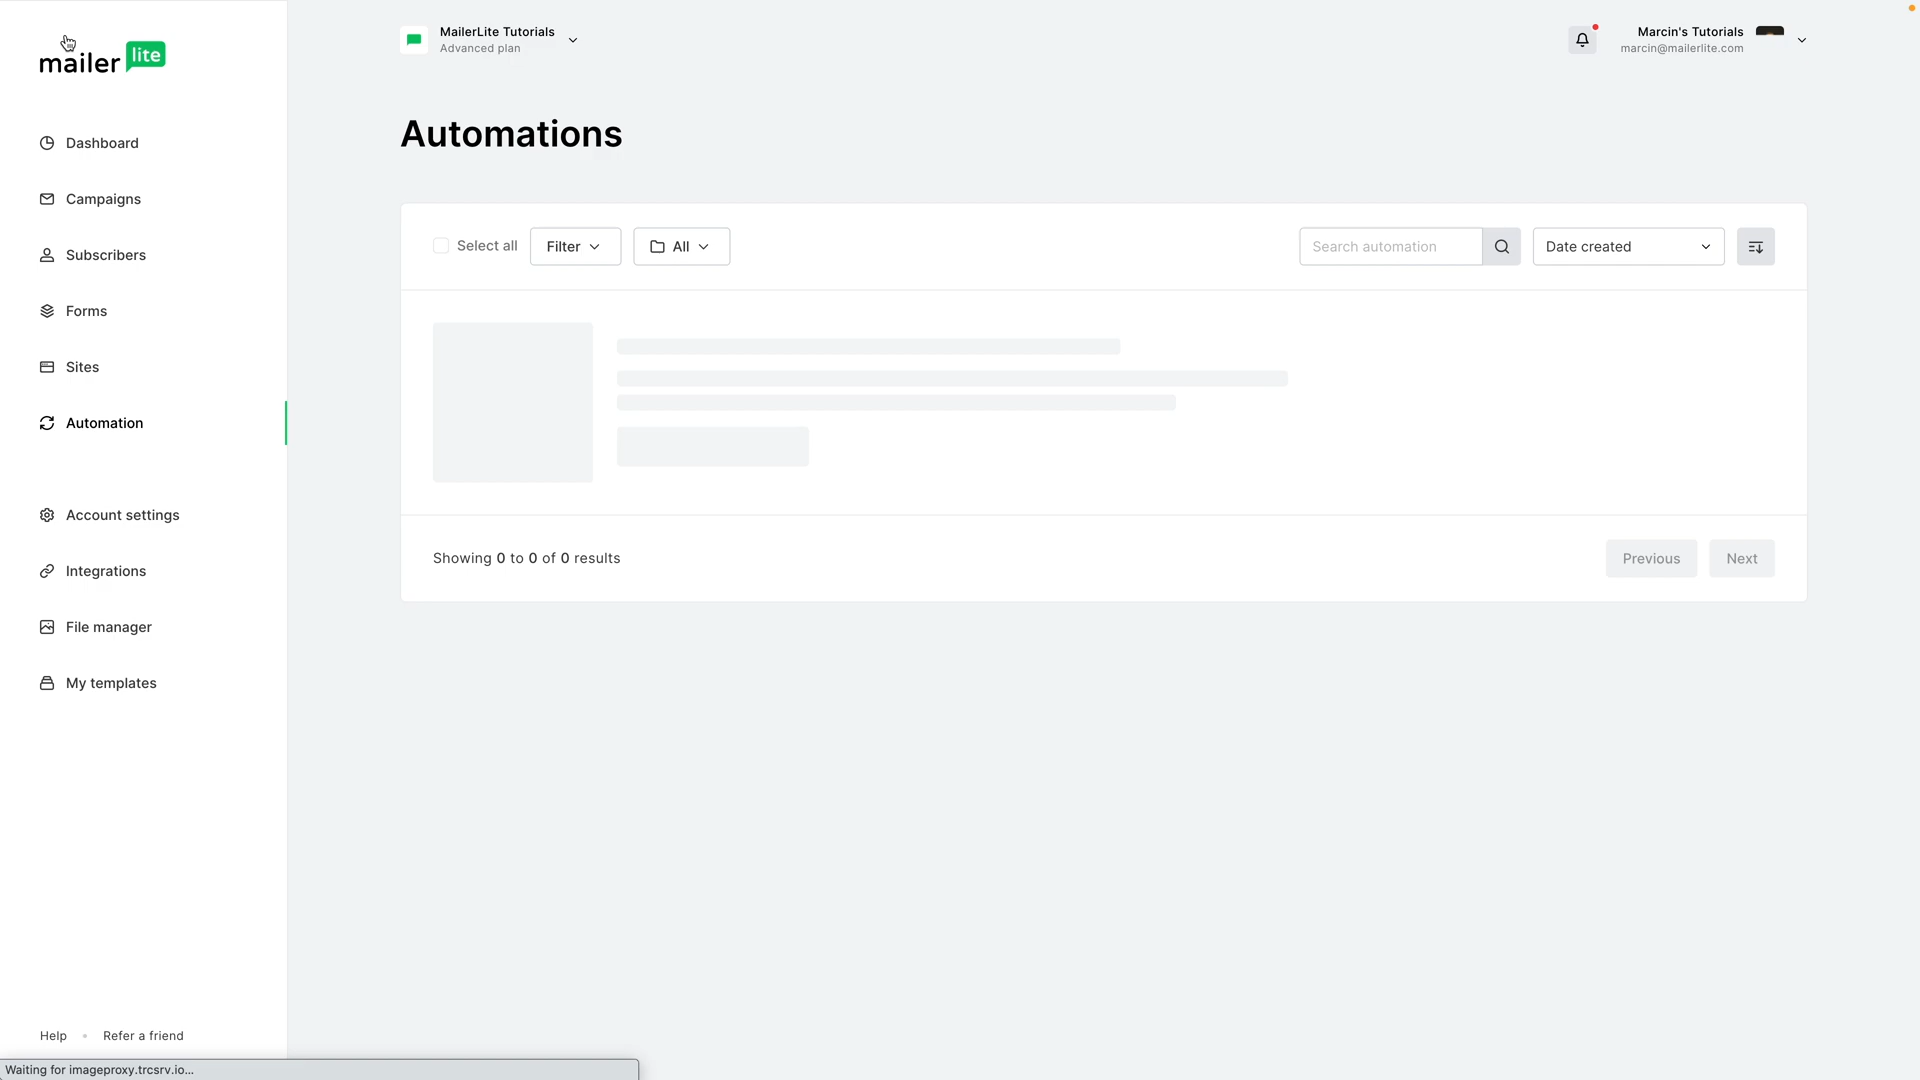 mailer lite
MailerLite Tutorials
Advanced plan
Marcin's Tutorials
marcin@mailerlite.com
Dashboard
Campaigns
Subscribers
Forms
Sites
Automation
Account settings
Integrations
File manager
My templates
Help • Refer a friend
Automations
Select all Filter All Search automation Date created
Showing 0 to 0 of 0 results Previous Next
Waiting for imageproxy.trcsrv.io...